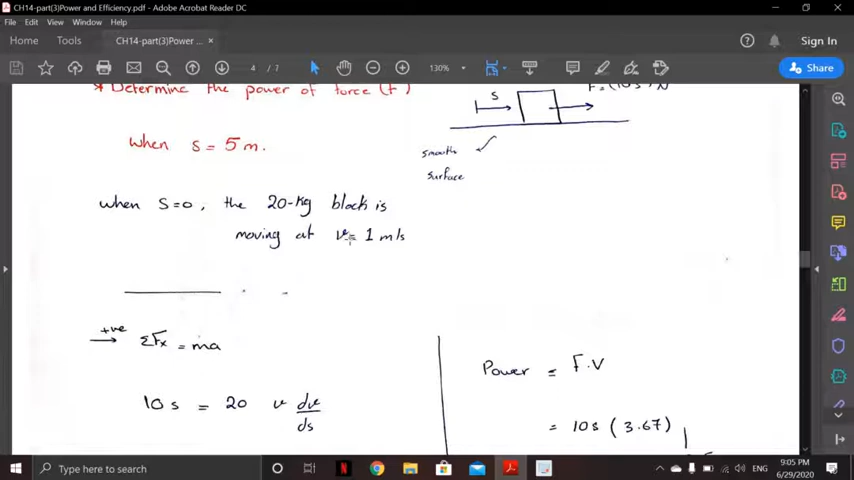 CH14-part(3)Power and Efficiency.pdf - Adobe Acrobat Reader DC
File Edit View Window Help
Home Tools CH14-part(3)Power ... × Sign In
4 / 7 130% Share
* Determine the power of force (F)
F = (10 s) N
S
when s = 5 m.
smooth
surface
when S=0, the 20-Kg block is
moving at v= 1 m/s
+ve
ΣFx = ma
Power = F.V
10 s = 20 v dv
ds
= 10s (3.67)
Type here to search
ENG
9:05 PM
6/29/2020